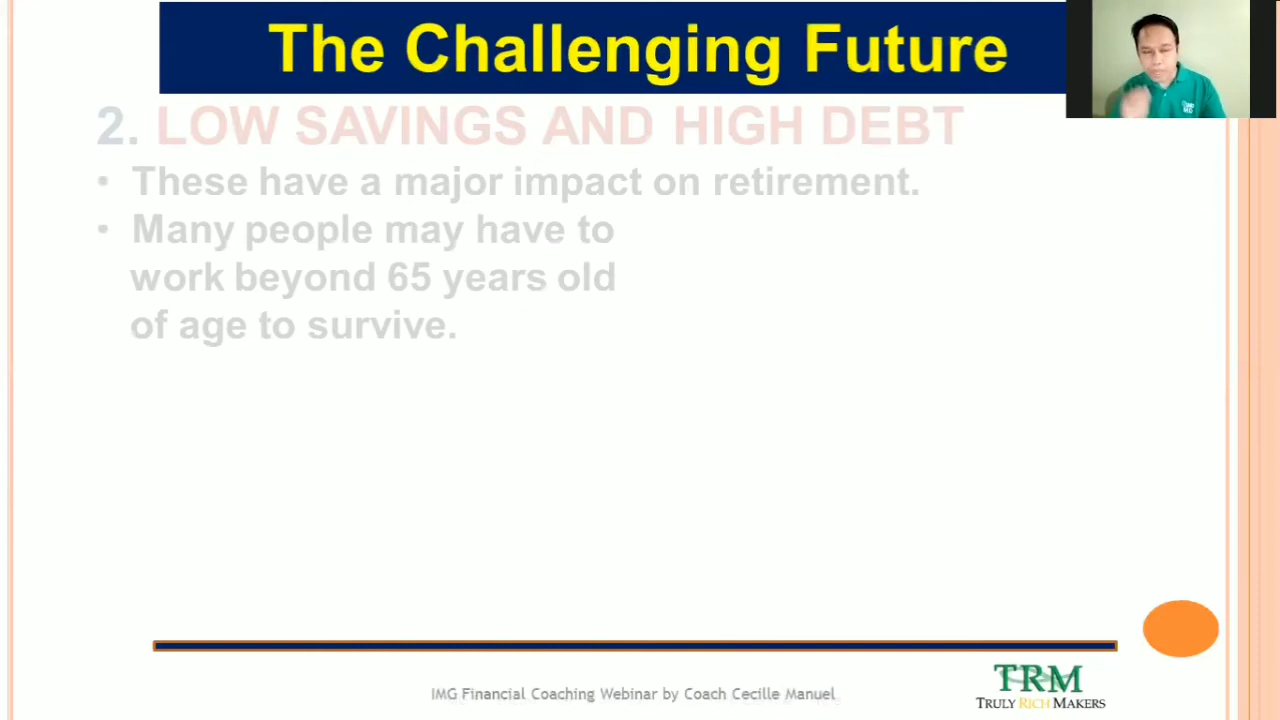 The Challenging Future
2. LOW SAVINGS AND HIGH DEBT
• These have a major impact on retirement.
• Many people may have to
work beyond 65 years old
of age to survive.
IMG Financial Coaching Webinar by Coach Cecille Manuel
TRM
TRULY RICH MAKERS